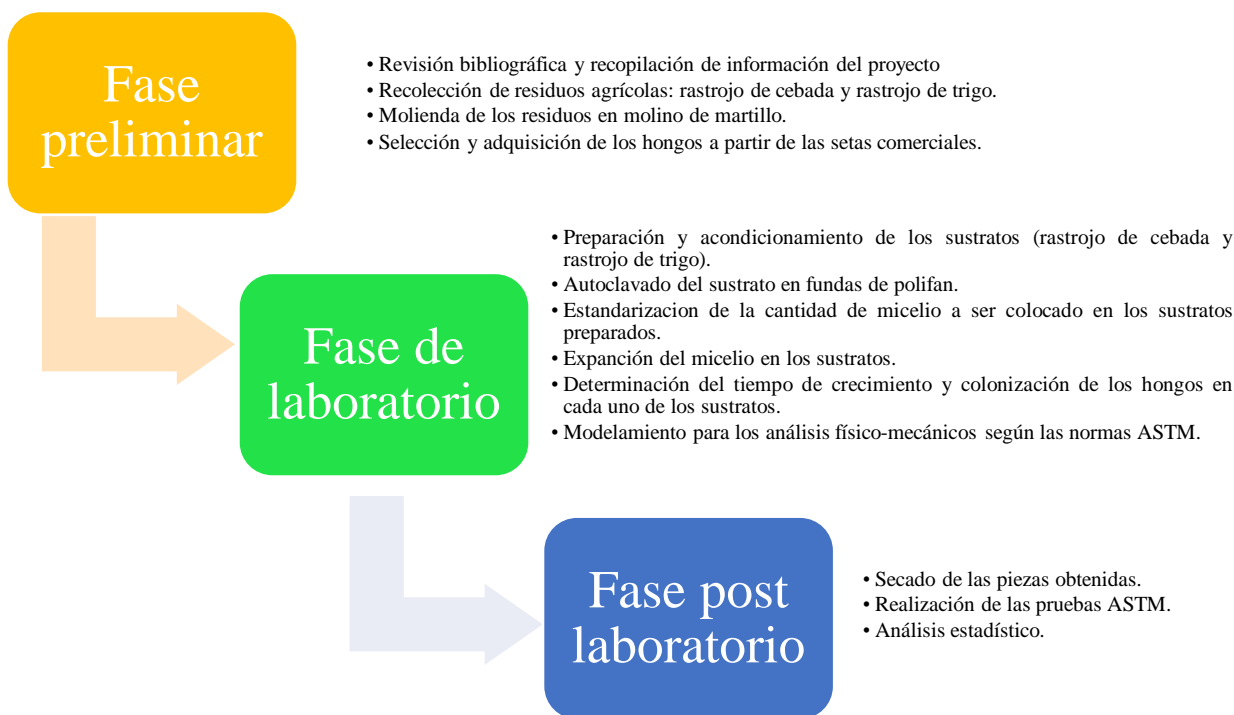 Fase
preliminar
• Revisión bibliográfica y recopilación de información del proyecto
• Recolección de residuos agrícolas: rastrojo de cebada y rastrojo de trigo.
• Molienda de los residuos en molino de martillo.
• Selección y adquisición de los hongos a partir de las setas comerciales.
Fase de
laboratorio
• Preparación y acondicionamiento de los sustratos (rastrojo de cebada y
rastrojo de trigo).
• Autoclavado del sustrato en fundas de polifan.
• Estandarizacion de la cantidad de micelio a ser colocado en los sustratos
preparados.
• Expanción del micelio en los sustratos.
• Determinación del tiempo de crecimiento y colonización de los hongos en
cada uno de los sustratos.
• Modelamiento para los análisis físico-mecánicos según las normas ASTM.
Fase post
laboratorio
• Secado de las piezas obtenidas.
• Realización de las pruebas ASTM.
• Análisis estadístico.